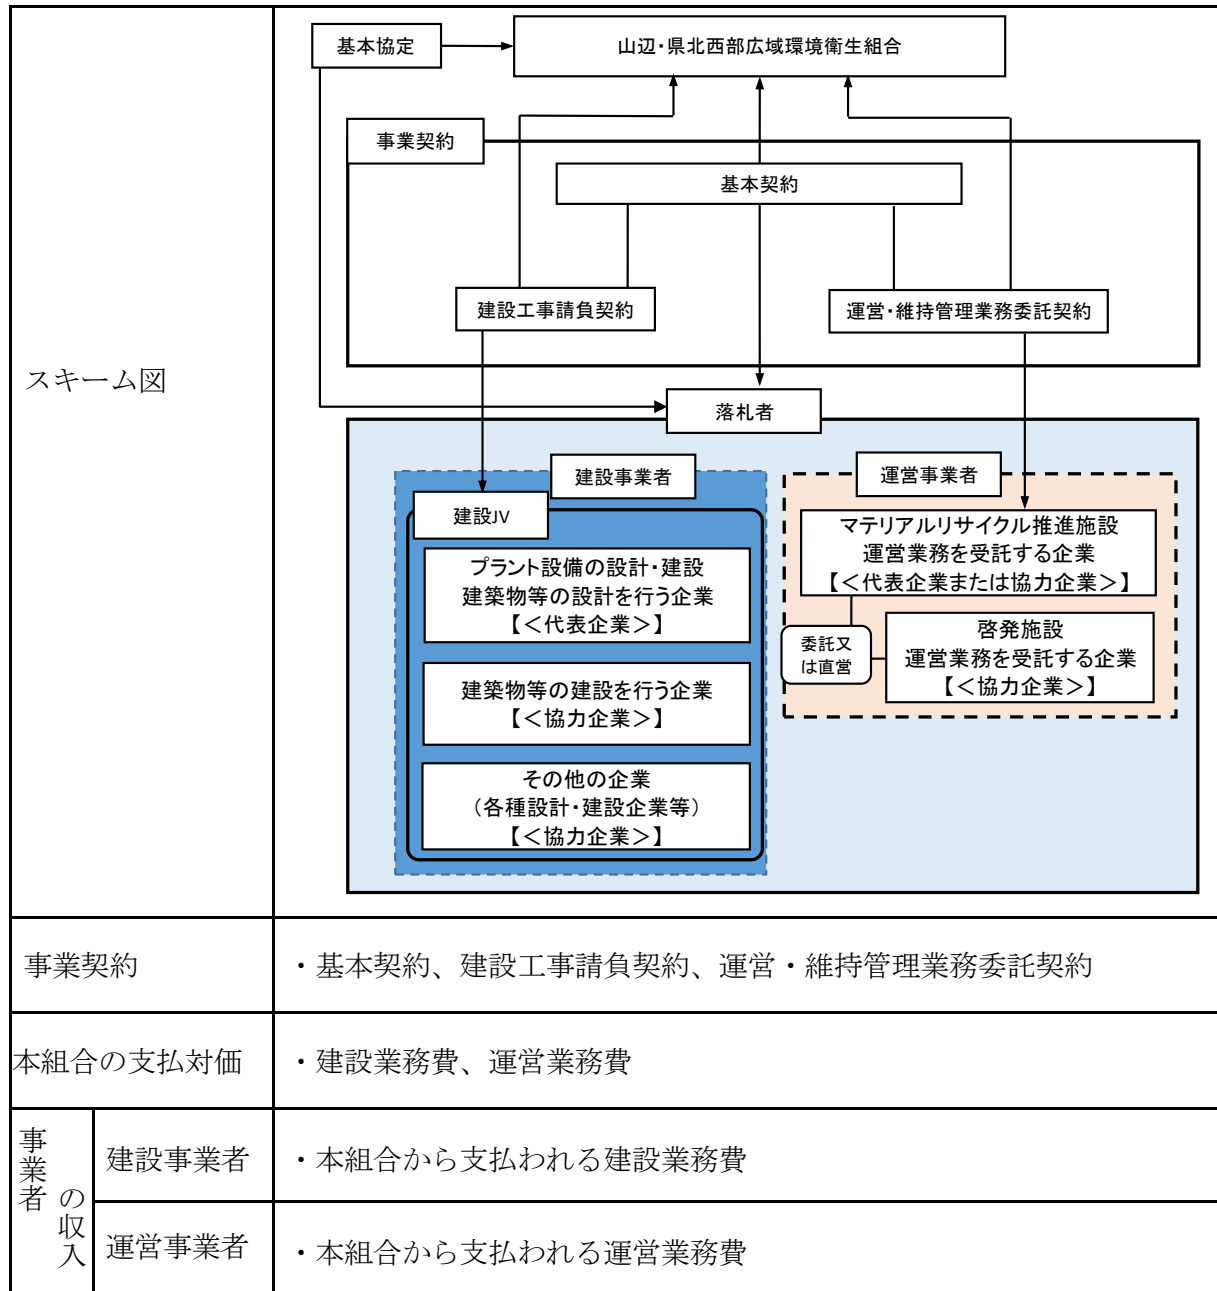 スキーム図
基本協定
山辺・県北西部広域環境衛生組合
事業契約
基本契約
建設工事請負契約
運営・維持管理業務委託契約
落札者
建設事業者
建設JV
プラント設備の設計・建設
建築物等の設計を行う企業
【＜代表企業＞】
建築物等の建設を行う企業
【＜協力企業＞】
その他の企業
（各種設計・建設企業等）
【＜協力企業＞】
運営事業者
マテリアルリサイクル推進施設
運営業務を受託する企業
【＜代表企業または協力企業＞】
委託又
は直営
啓発施設
運営業務を受託する企業
【＜協力企業＞】
事業契約
・基本契約、建設工事請負契約、運営・維持管理業務委託契約
本組合の支払対価
・建設業務費、運営業務費
事業者
の収入
建設事業者
・本組合から支払われる建設業務費
運営事業者
・本組合から支払われる運営業務費